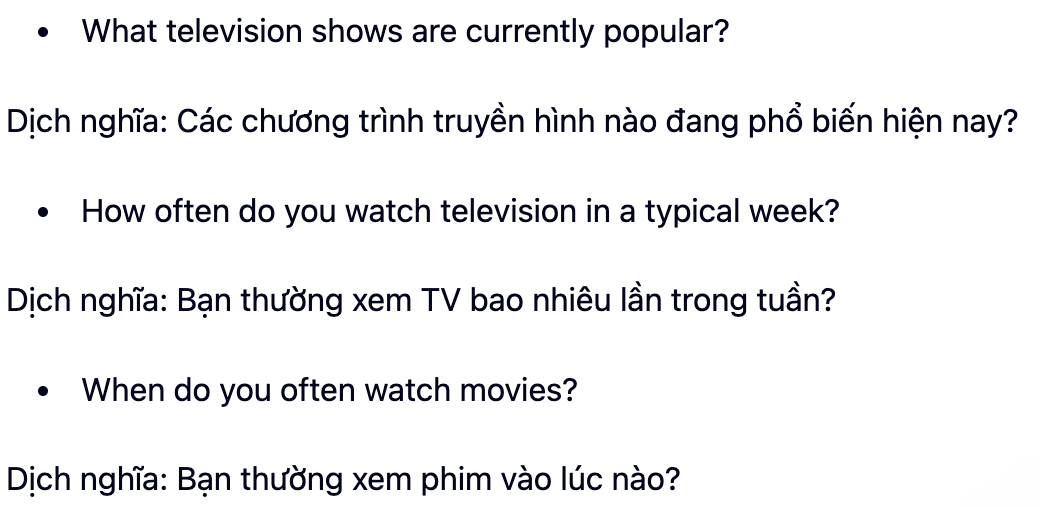 • What television shows are currently popular?
Dịch nghĩa: Các chương trình truyền hình nào đang phổ biến hiện nay?
• How often do you watch television in a typical week?
Dịch nghĩa: Bạn thường xem TV bao nhiêu lần trong tuần?
• When do you often watch movies?
Dịch nghĩa: Bạn thường xem phim vào lúc nào?